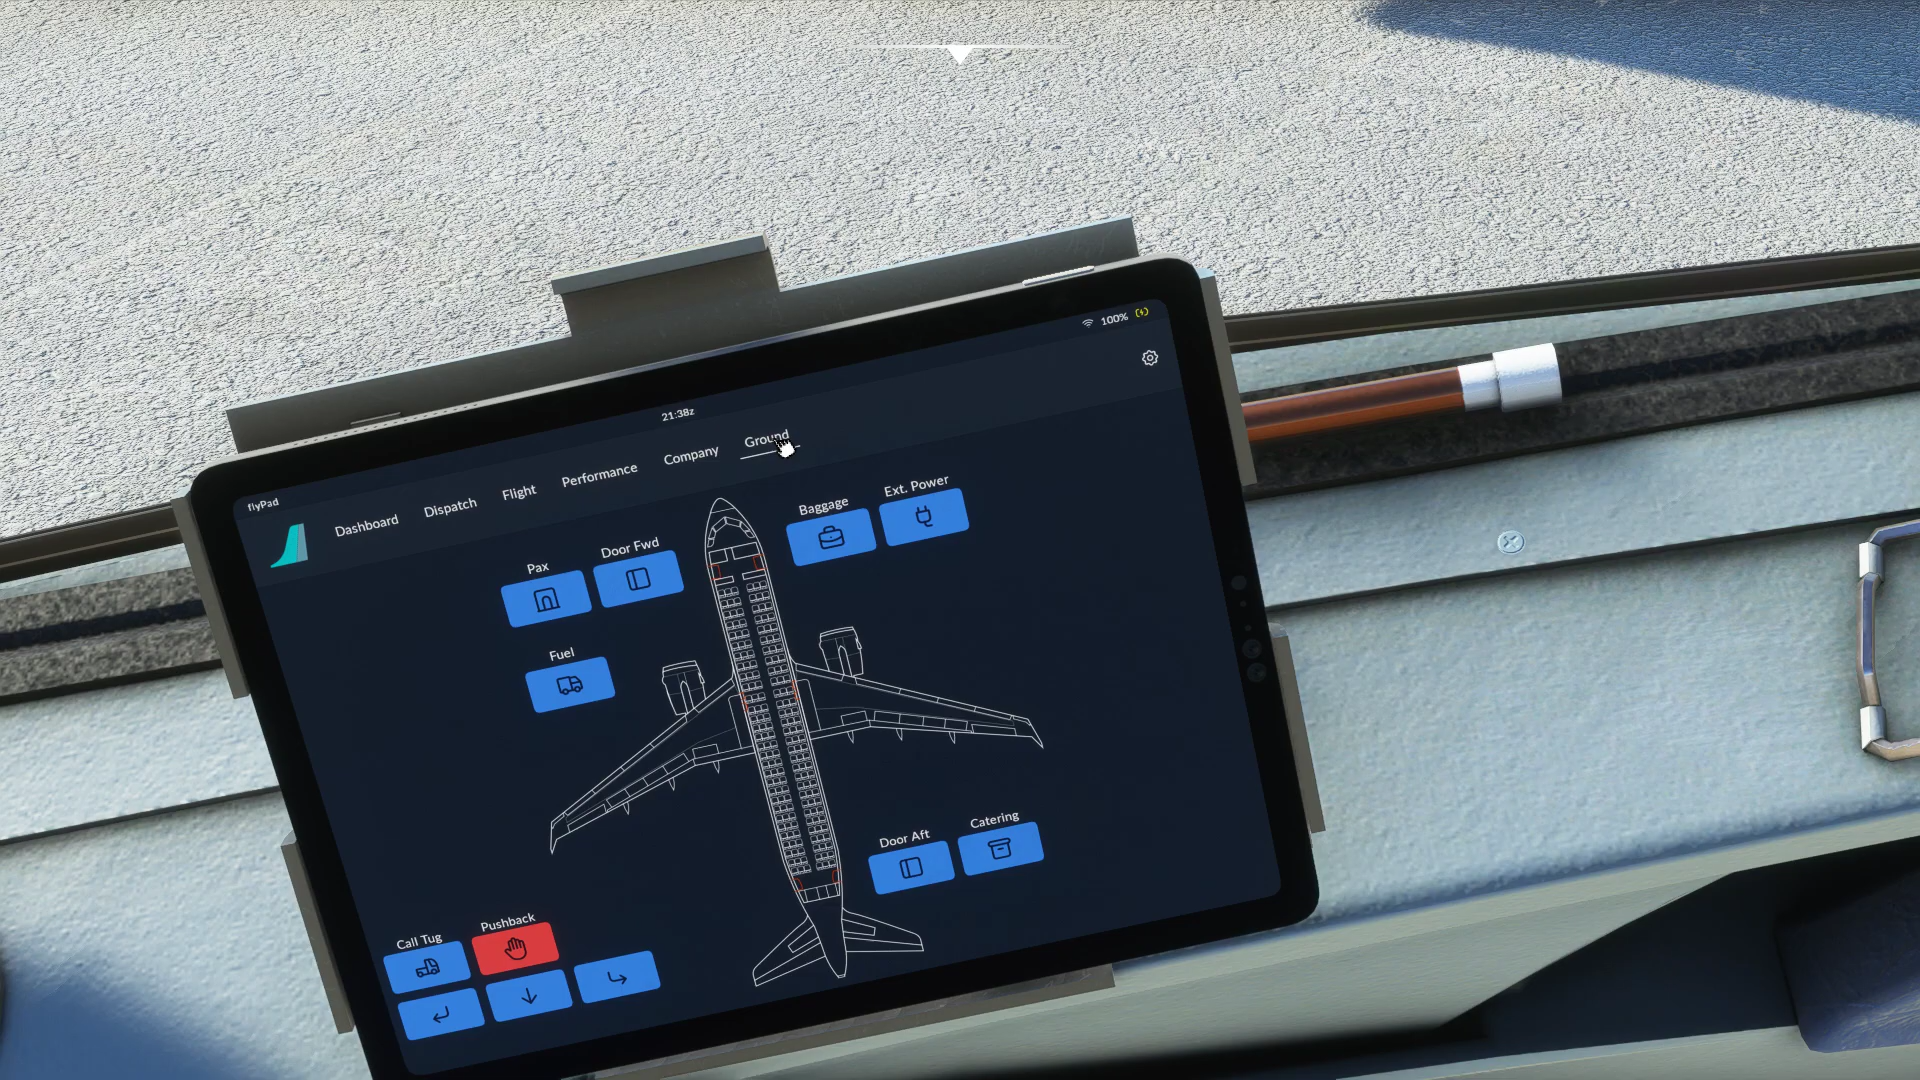 flyPad
21:38z
100%
Dashboard
Dispatch
Flight
Performance
Company
Ground
Pax
Door Fwd
Baggage
Ext. Power
Fuel
Door Aft
Catering
Call Tug
Pushback